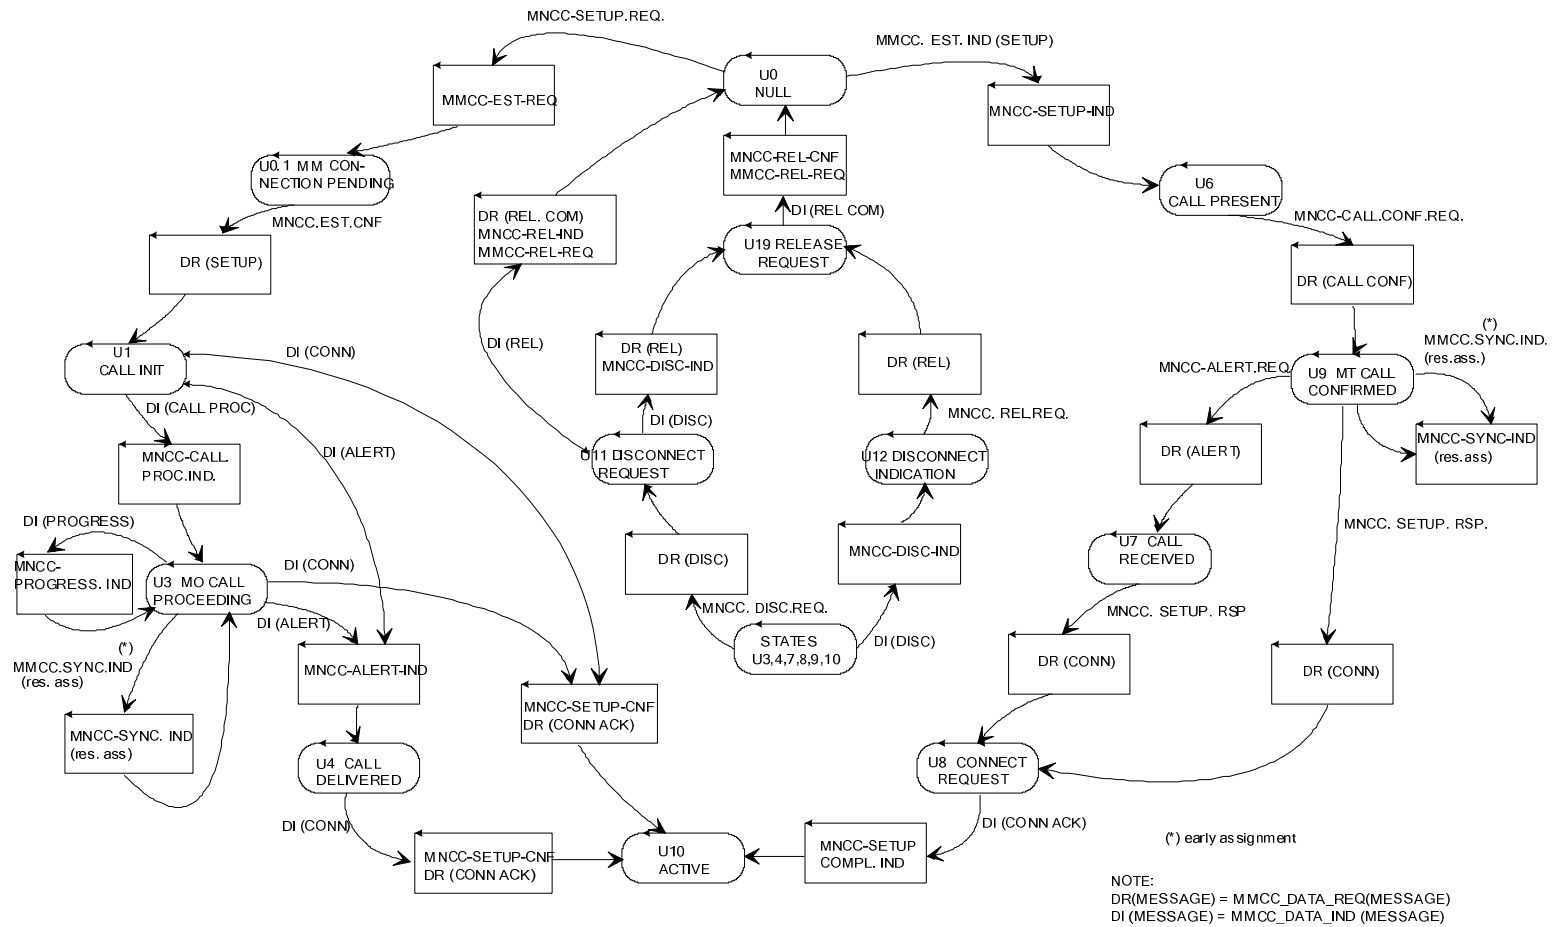 MNCC-SETUP.REQ.
MMCC. EST. IND (SETUP)
U0
NULL
MMCC-EST-REQ
MNCC-SETUP-IND
MNCC-REL-CNF
MMCC-REL-REQ
U0.1 MM CON-
NECTION PENDING
U6
CALL PRESENT
MNCC.EST.CNF
DR (REL. COM)
MNCC-REL-IND
MMCC-REL-REQ
DI (REL COM)
MNCC-CALL.CONF.REQ.
DR (SETUP)
U19 RELEASE
REQUEST
DR (CALL CONF)
U1
CALL INIT
DI (CONN)
DI (REL)
DR (REL)
MNCC-DISC-IND
DR (REL)
(*)
MMCC.SYNC.IND.
(res.ass.)
MNCC-ALERT.REQ
U9 MT CALL
CONFIRMED
DI (CALL PROC)
DI (DISC)
MNCC. REL.REQ.
MNCC-CALL.
PROC.IND.
DI (ALERT)
U11 DISCONNECT
REQUEST
U12 DISCONNECT
INDICATION
DR (ALERT)
MNCC-SYNC-IND
(res.ass)
DI (PROGRESS)
MNCC-
PROGRESS. IND
U3 MO CALL
PROCEEDING
DI (CONN)
DR (DISC)
MNCC-DISC-IND
U7 CALL
RECEIVED
MNCC. SETUP. RSP.
DI (ALERT)
MNCC. DISC.REQ.
DI (DISC)
MNCC. SETUP. RSP
(*)
MMCC.SYNC.IND
(res. ass)
MNCC-ALERT-IND
STATES
U3,4,7,8,9,10
DR (CONN)
DR (CONN)
MNCC-SYNC. IND
(res. ass)
MNCC-SETUP-CNF
DR (CONN ACK)
U4 CALL
DELIVERED
U8 CONNECT
REQUEST
DI (CONN)
DI (CONN ACK)
MNCC-SETUP-CNF
DR (CONN ACK)
U10
ACTIVE
MNCC-SETUP
COMPL. IND
(*) early assignment
NOTE:
DR(MESSAGE) = MMCC_DATA_REQ(MESSAGE)
DI (MESSAGE) = MMCC_DATA_IND (MESSAGE)